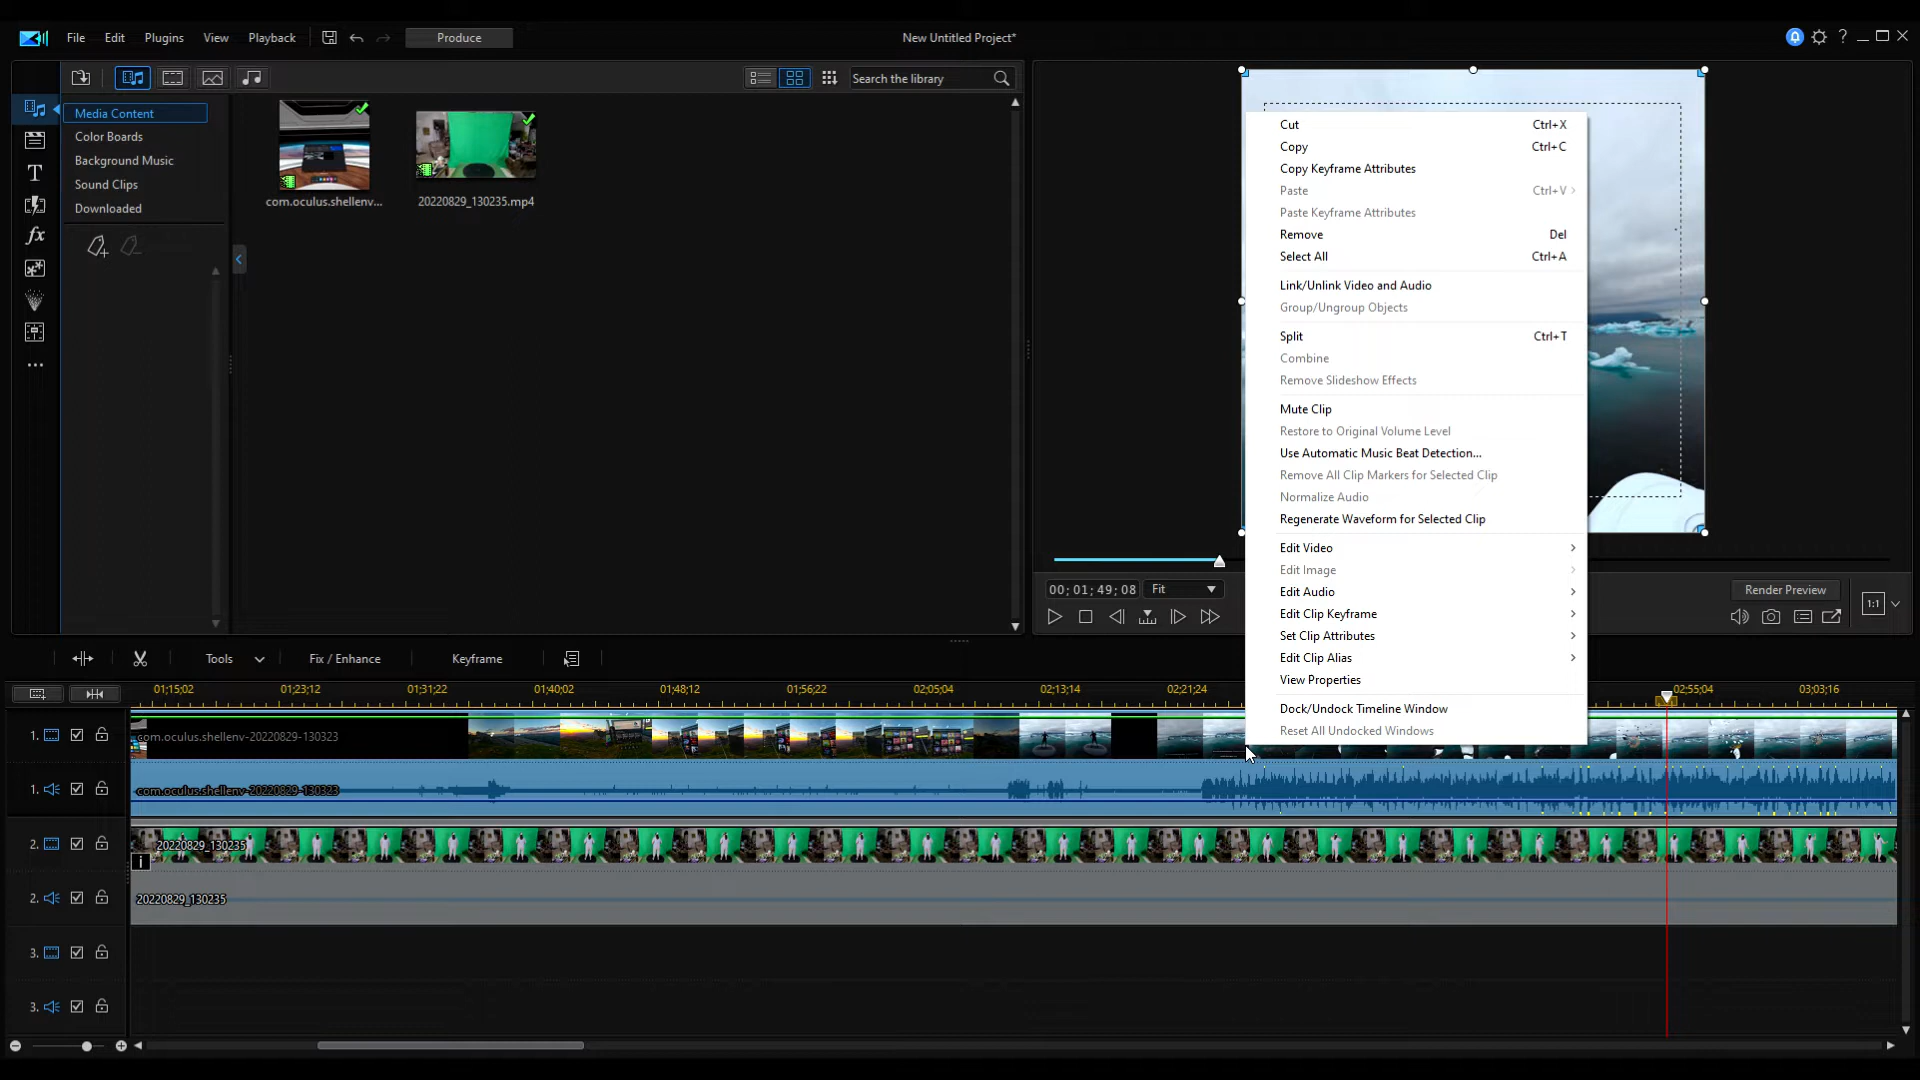 File Edit Plugins View Playback Produce New Untitled Project* ?
Search the library
Media Content
Color Boards
Background Music
Sound Clips
Downloaded
com.oculus.shellenv... 20220829_130235.mp4
Cut Ctrl+X
Copy Ctrl+C
Copy Keyframe Attributes
Paste Ctrl+V
Paste Keyframe Attributes
Remove Del
Select All Ctrl+A
Link/Unlink Video and Audio
Group/Ungroup Objects
Split Ctrl+T
Combine
Remove Slideshow Effects
Mute Clip
Restore to Original Volume Level
Use Automatic Music Beat Detection...
Remove All Clip Markers for Selected Clip
Normalize Audio
Regenerate Waveform for Selected Clip
Edit Video
Edit Image
Edit Audio
Edit Clip Keyframe
Set Clip Attributes
Edit Clip Alias
View Properties
Dock/Undock Timeline Window
Reset All Undocked Windows
00; 01; 49; 08 Fit Render Preview
1:1
Tools Fix / Enhance Keyframe
01;15;02 01;23;12 01;31;22 01;40;02 01;48;12 01;56;22 02;05;04 02;13;14 02;21;24 02;55;04 03;03;16
1. com.oculus.shellenv-20220829-130323
1. com.oculus.shellenv-20220829-130323
2. 20220829_130235
i
2. 20220829_130235
3.
3.